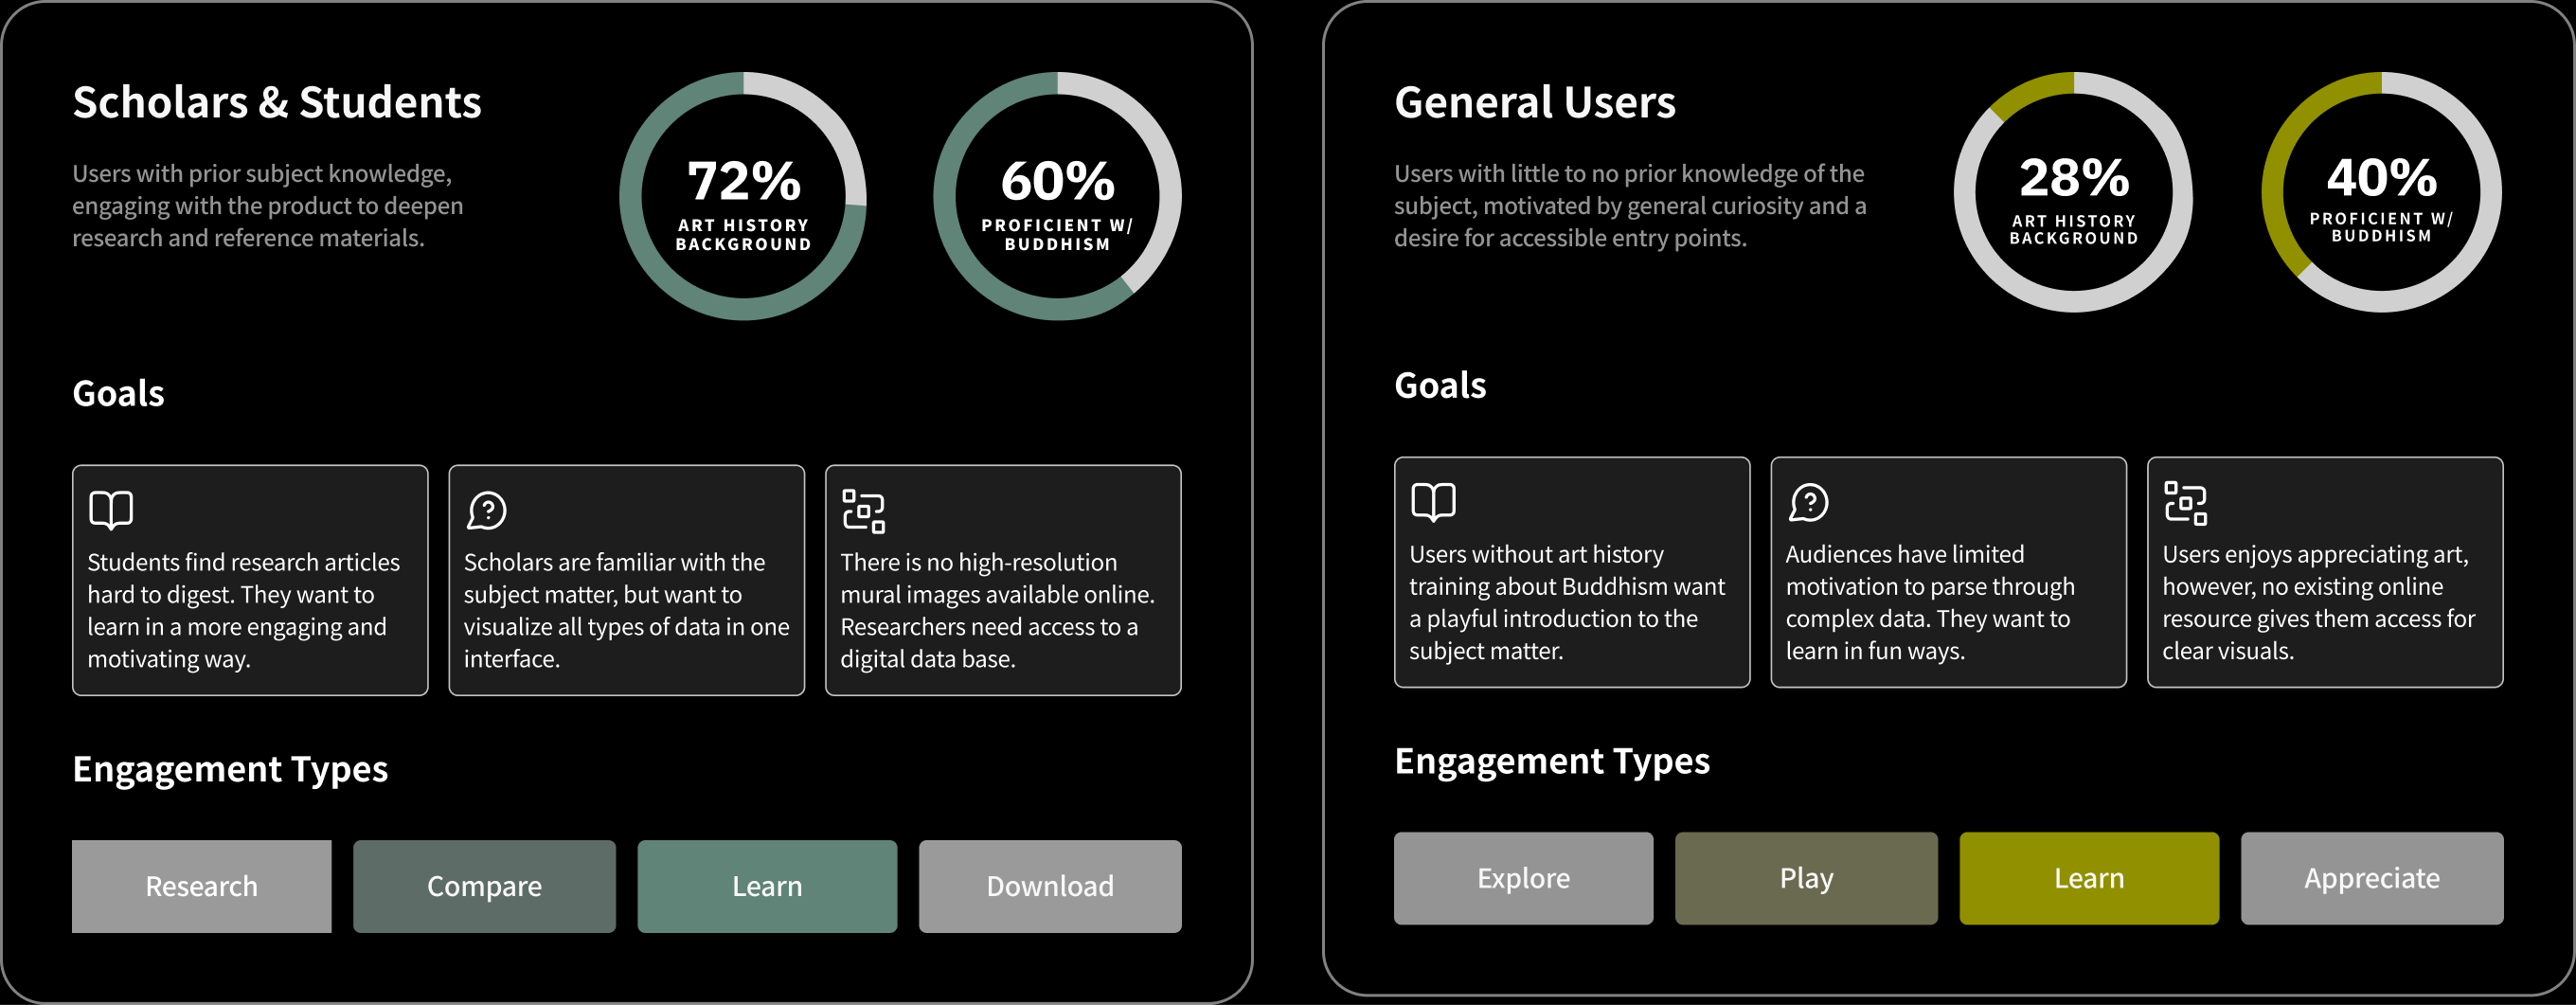 Scholars & Students
Users with prior subject knowledge,
engaging with the product to deepen
research and reference materials.
72%
ART HISTORY
BACKGROUND
60%
PROFICIENT W/
BUDDHISM
Goals
Students find research articles
hard to digest. They want to
learn in a more engaging and
motivating way.
Scholars are familiar with the
subject matter, but want to
visualize all types of data in one
interface.
There is no high-resolution
mural images available online.
Researchers need access to a
digital data base.
Engagement Types
Research
Compare
Learn
Download
General Users
Users with little to no prior knowledge of the
subject, motivated by general curiosity and a
desire for accessible entry points.
28%
ART HISTORY
BACKGROUND
40%
PROFICIENT W/
BUDDHISM
Goals
Users without art history
training about Buddhism want
a playful introduction to the
subject matter.
Audiences have limited
motivation to parse through
complex data. They want to
learn in fun ways.
Users enjoys appreciating art,
however, no existing online
resource gives them access for
clear visuals.
Engagement Types
Explore
Play
Learn
Appreciate